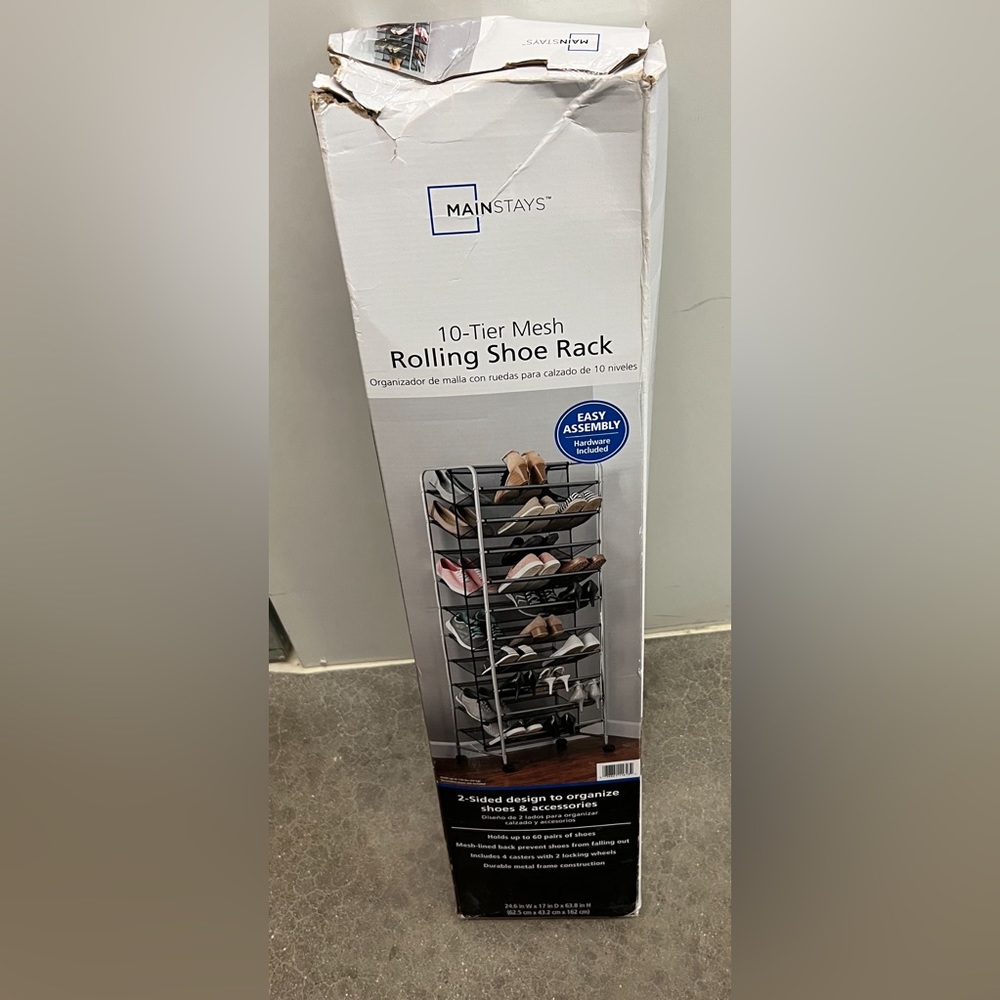 MAINSTAYS™
MAINSTAYS™
10-Tier Mesh
Rolling Shoe Rack
Organizador de malla con ruedas para calzado de 10 niveles
EASY
ASSEMBLY
Hardware
Included
2-Sided design to organize
shoes & accessories
Diseño de 2 lados para organizar
calzado y accesorios
Holds up to 60 pairs of shoes
Mesh-lined back prevent shoes from falling out
Includes 4 casters with 2 locking wheels
Durable metal frame construction
24.6 in W x 17 in D x 63.8 in H
(62.5 cm x 43.2 cm x 162 cm)